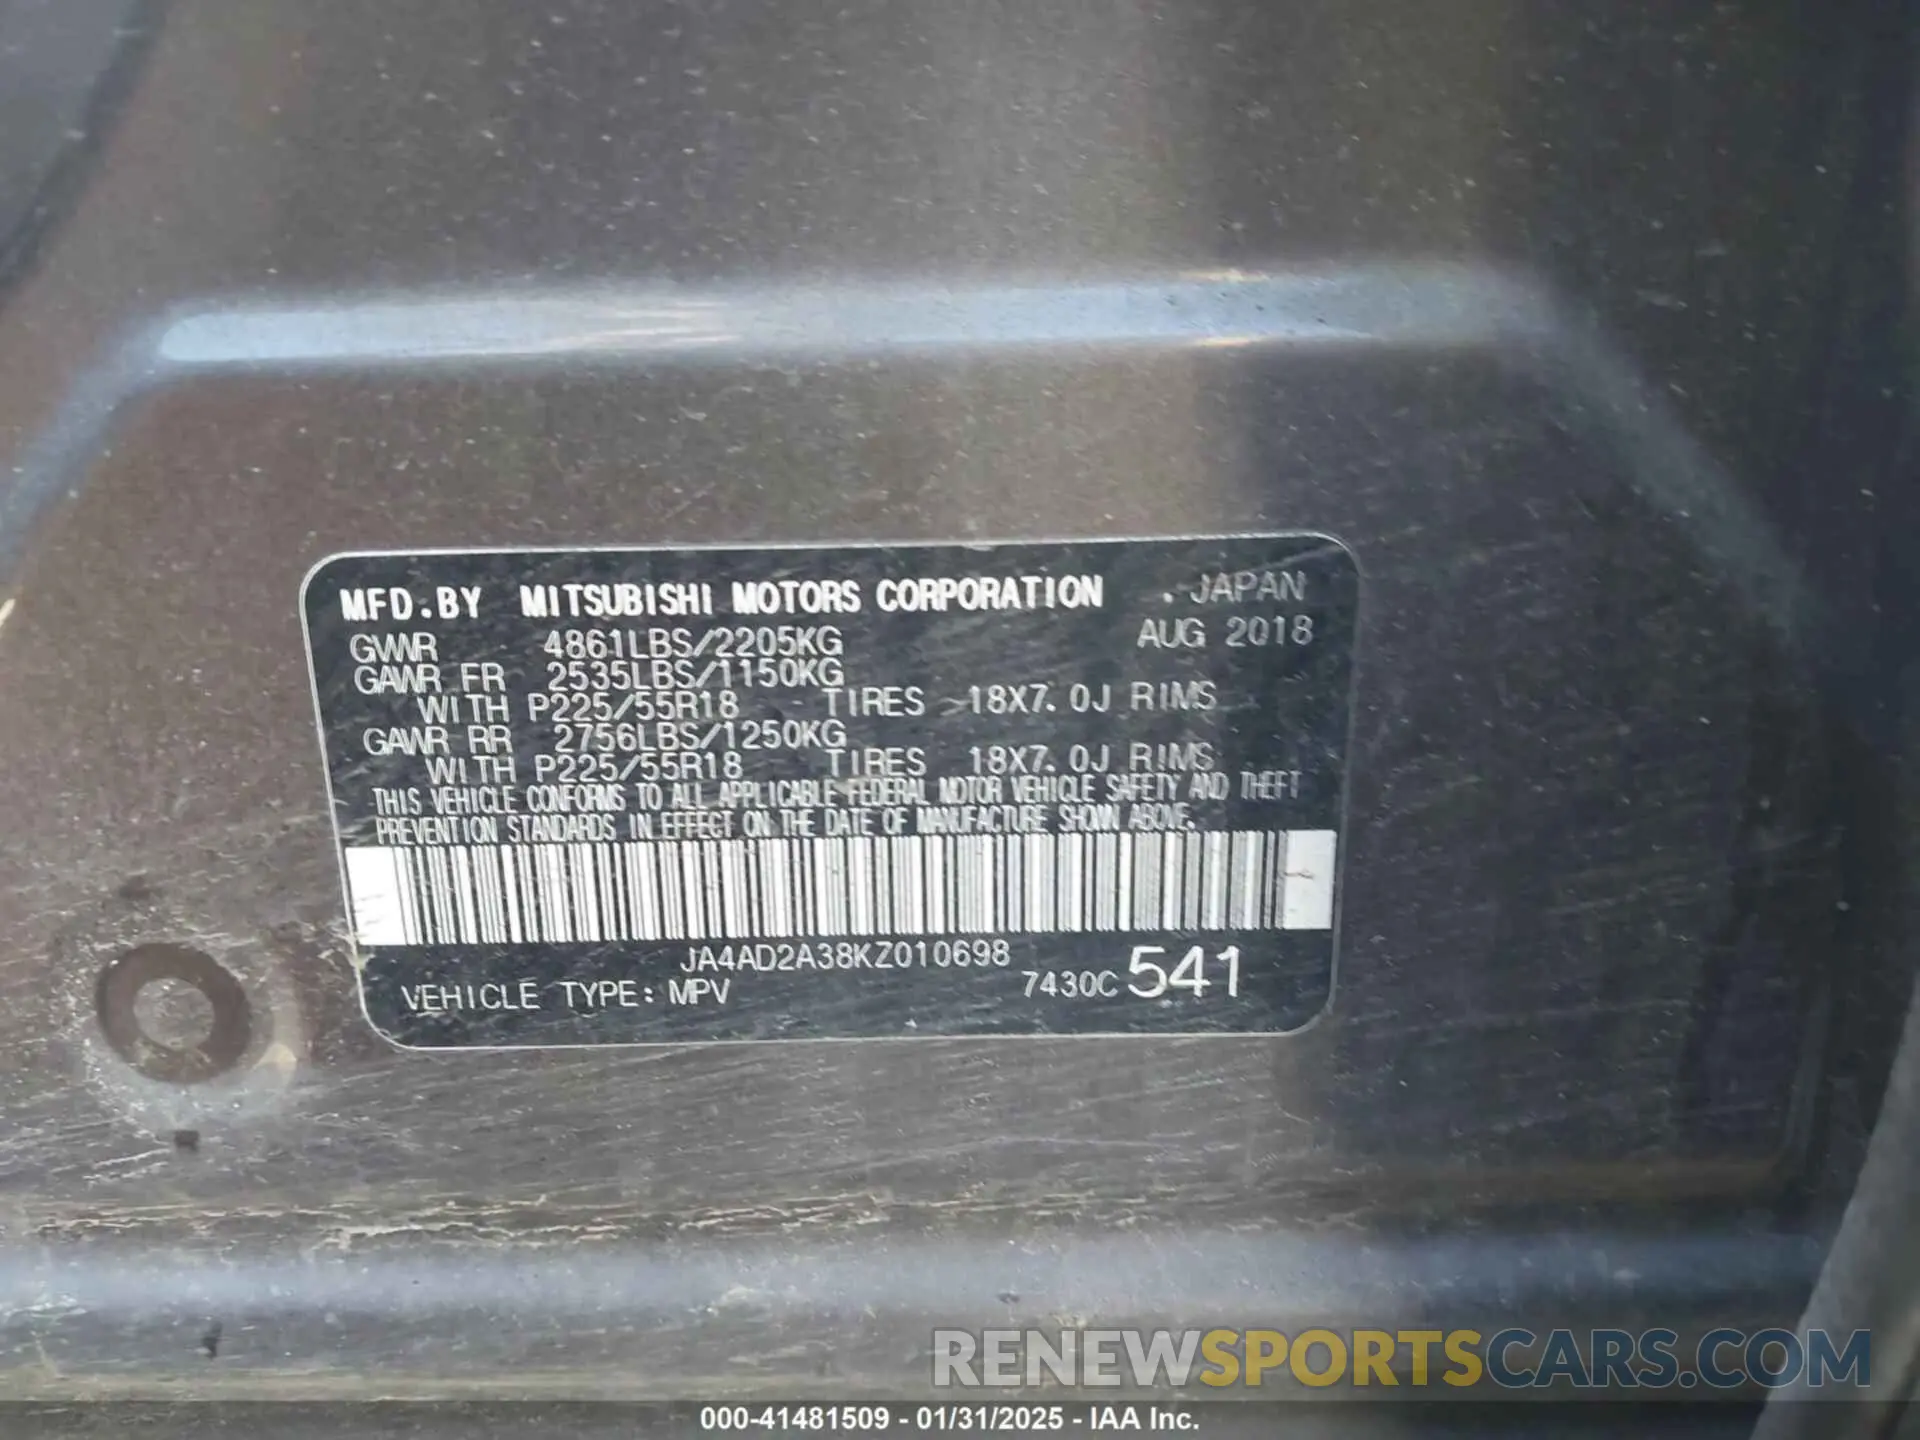 MFD.BY MITSUBISHI MOTORS CORPORATION . JAPAN
GVWR 4861LBS/2205KG AUG 2018
GAWR FR 2535LBS/1150KG
WITH P225/55R18 TIRES 18X7.0J RIMS
GAWR RR 2756LBS/1250KG
WITH P225/55R18 TIRES 18X7.0J RIMS
THIS VEHICLE CONFORMS TO ALL APPLICABLE FEDERAL MOTOR VEHICLE SAFETY AND THEFT
PREVENTION STANDARDS IN EFFECT ON THE DATE OF MANUFACTURE SHOWN ABOVE.
JA4AD2A38KZ010698
VEHICLE TYPE: MPV 7430C 541
RENEWSPORTSCARS.COM
000-41481509 - 01/31/2025 - IAA Inc.